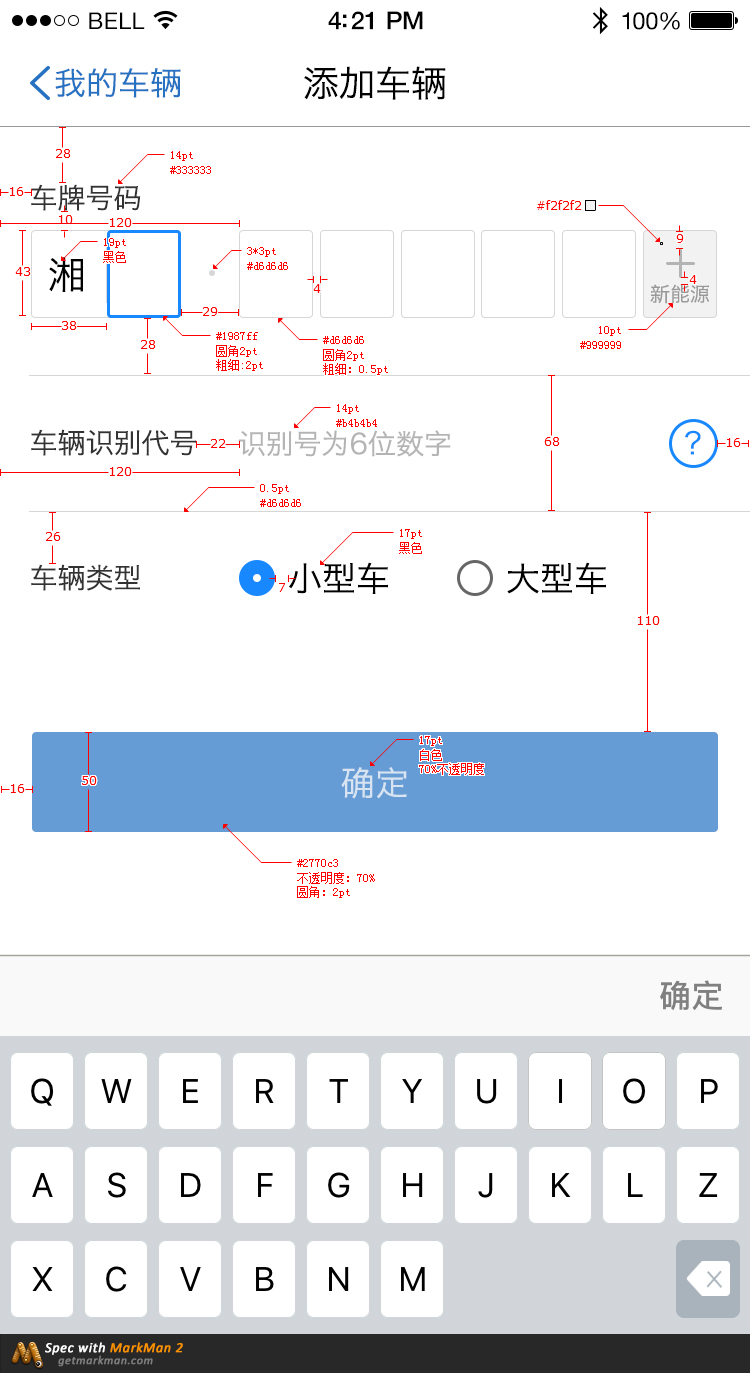 ●●●○○ BELL 4:21 PM 100%
我的车辆 添加车辆
28
14pt
#333333
16
车牌号码
#f2f2f2
10
120
19pt
黑色
湘
43
3*3pt
#d6d6d6
4
9
4
新能源
38
29
28
#1987ff
圆角2pt
粗细:2pt
#d6d6d6
圆角2pt
粗细: 0.5pt
10pt
#999999
14pt
#b4b4b4
车辆识别代号
22
识别号为6位数字
68
?
16
120
0.5pt
#d6d6d6
26
17pt
黑色
车辆类型
7
小型车
大型车
110
17pt
白色
70%不透明度
50
16
确定
#2770c3
不透明度: 70%
圆角: 2pt
确定
Q W E R T Y U I O P
A S D F G H J K L Z
X C V B N M
Spec with MarkMan 2
getmarkman.com